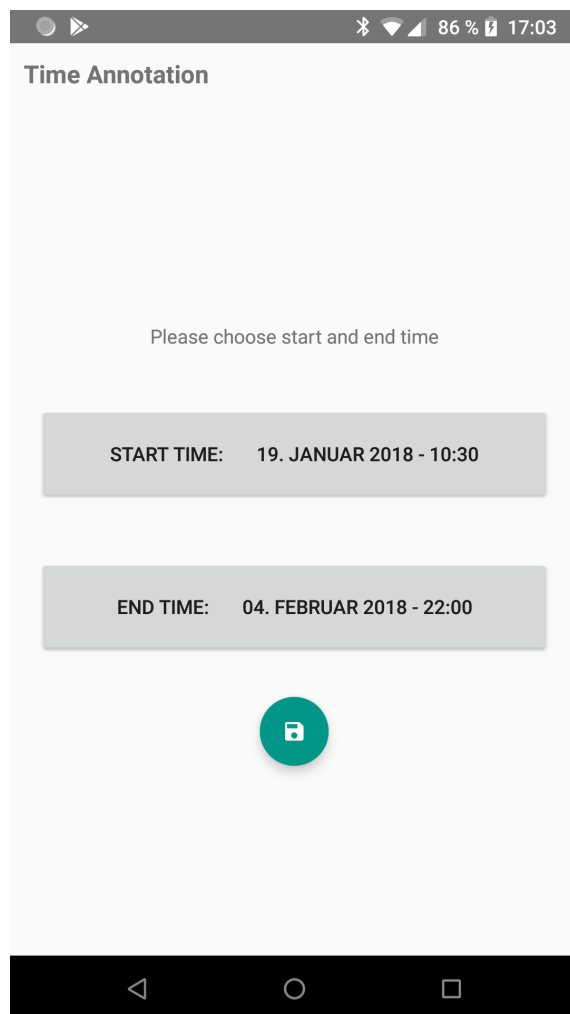 86 % 17:03
Time Annotation
Please choose start and end time
START TIME: 19. JANUAR 2018 - 10:30
END TIME: 04. FEBRUAR 2018 - 22:00